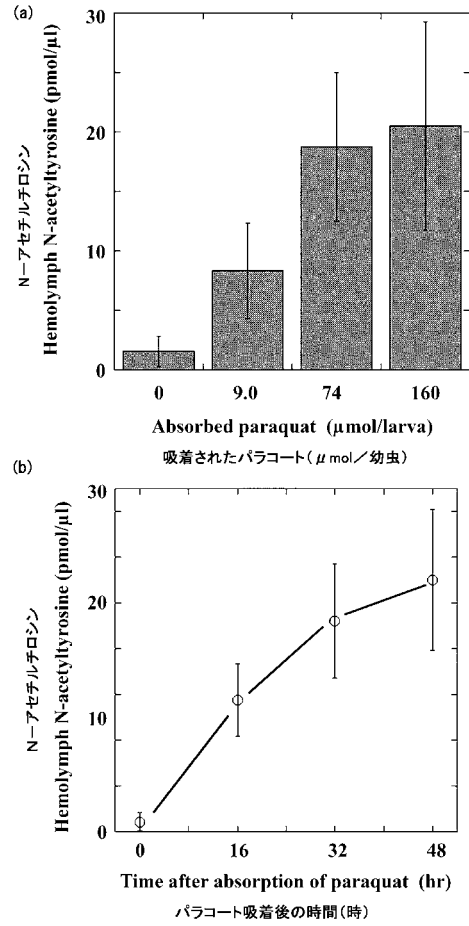 (a)
N－アセチルチロシン
Hemolymph N-acetyltyrosine (pmol/µl)
30
20
10
0
0 9.0 74 160
Absorbed paraquat (µmol/larva)
吸着されたパラコート(μmol／幼虫)
(b)
N－アセチルチロシン
Hemolymph N-acetyltyrosine (pmol/µl)
30
20
10
0
0 16 32 48
Time after absorption of paraquat (hr)
パラコート吸着後の時間(時)